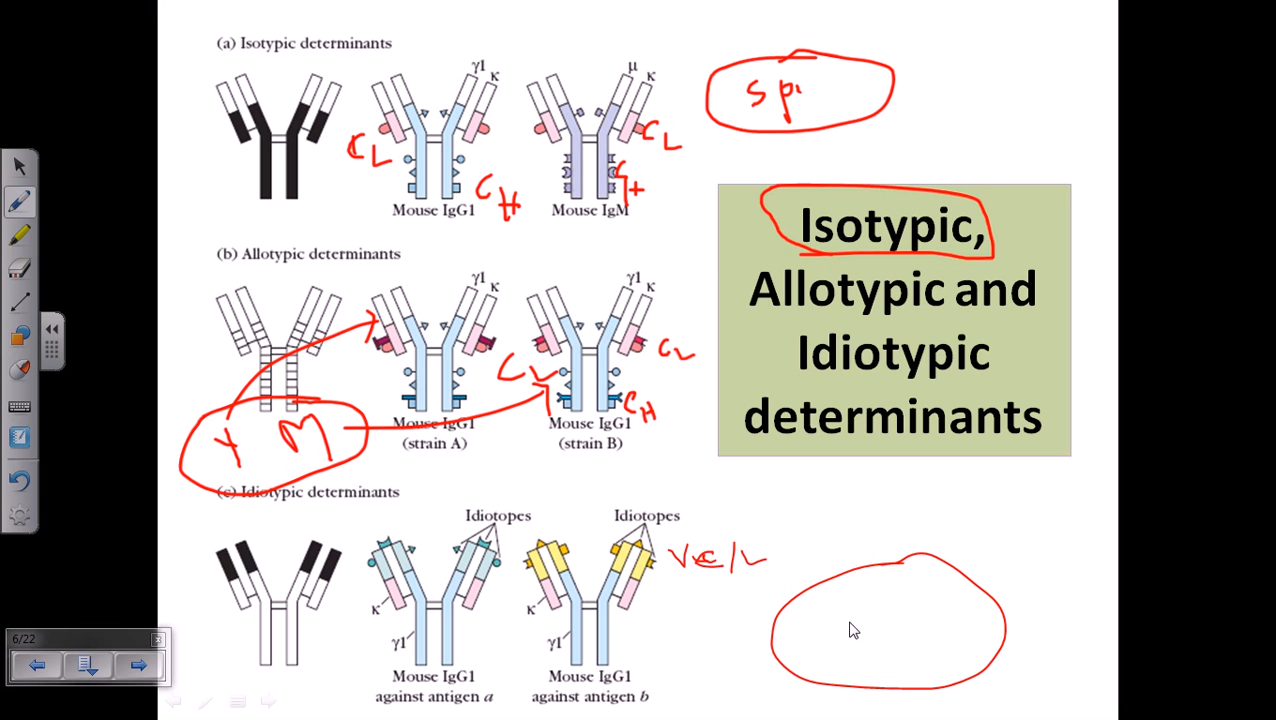 (a) Isotypic determinants
γ1
κ
μ
κ
sp
CL
CL
CH
Mouse IgG1
Mouse IgM
Isotypic,
Allotypic and
Idiotypic
determinants
(b) Allotypic determinants
γ1
κ
γ1
κ
CL
CL
CH
Y M
Mouse IgG1
(strain A)
Mouse IgG1
(strain B)
(c) Idiotypic determinants
Idiotopes
Idiotopes
κ
κ
γ1
γ1
Mouse IgG1
against antigen a
Mouse IgG1
against antigen b
6/22